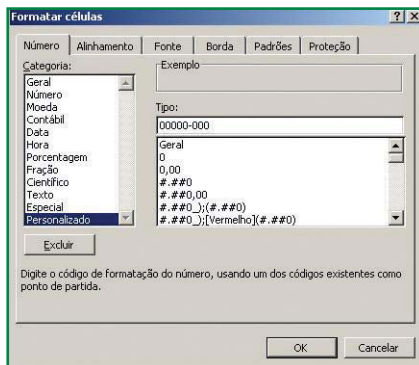 Formatar células
Número Alinhamento Fonte Borda Padrões Proteção
Categoria:
Geral
Número
Moeda
Contábil
Data
Hora
Porcentagem
Fração
Científico
Texto
Especial
Personalizado
Exemplo
Tipo:
00000-000
Geral
0
0,00
#.##0
#.##0,00
#.##0_);(#.##0)
#.##0_);[Vermelho](#.##0)
Excluir
Digite o código de formatação do número, usando um dos códigos existentes como
ponto de partida.
OK Cancelar